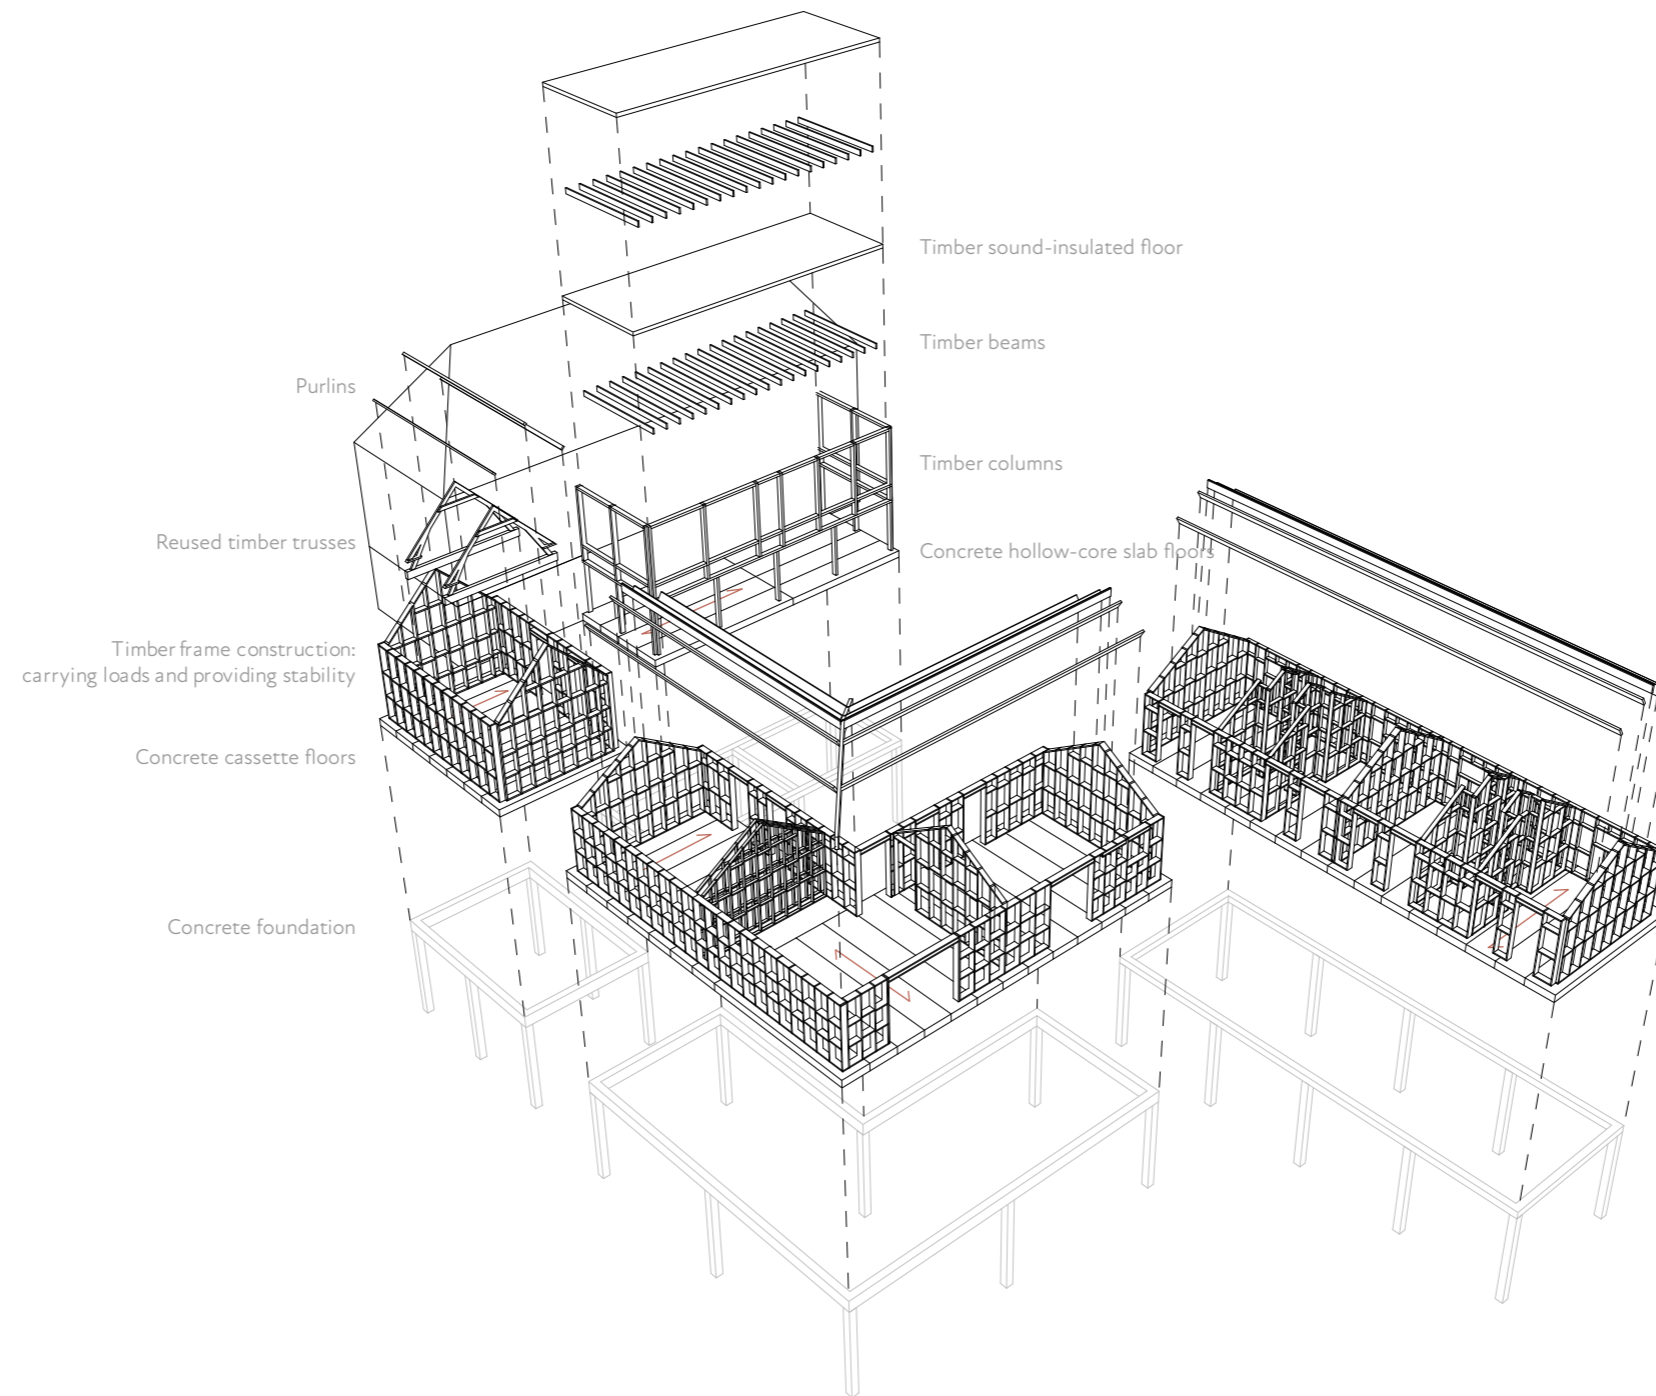 Timber sound-insulated floor
Timber beams
Purlins
Timber columns
Reused timber trusses
Concrete hollow-core slab floors
Timber frame construction:
carrying loads and providing stability
Concrete cassette floors
Concrete foundation